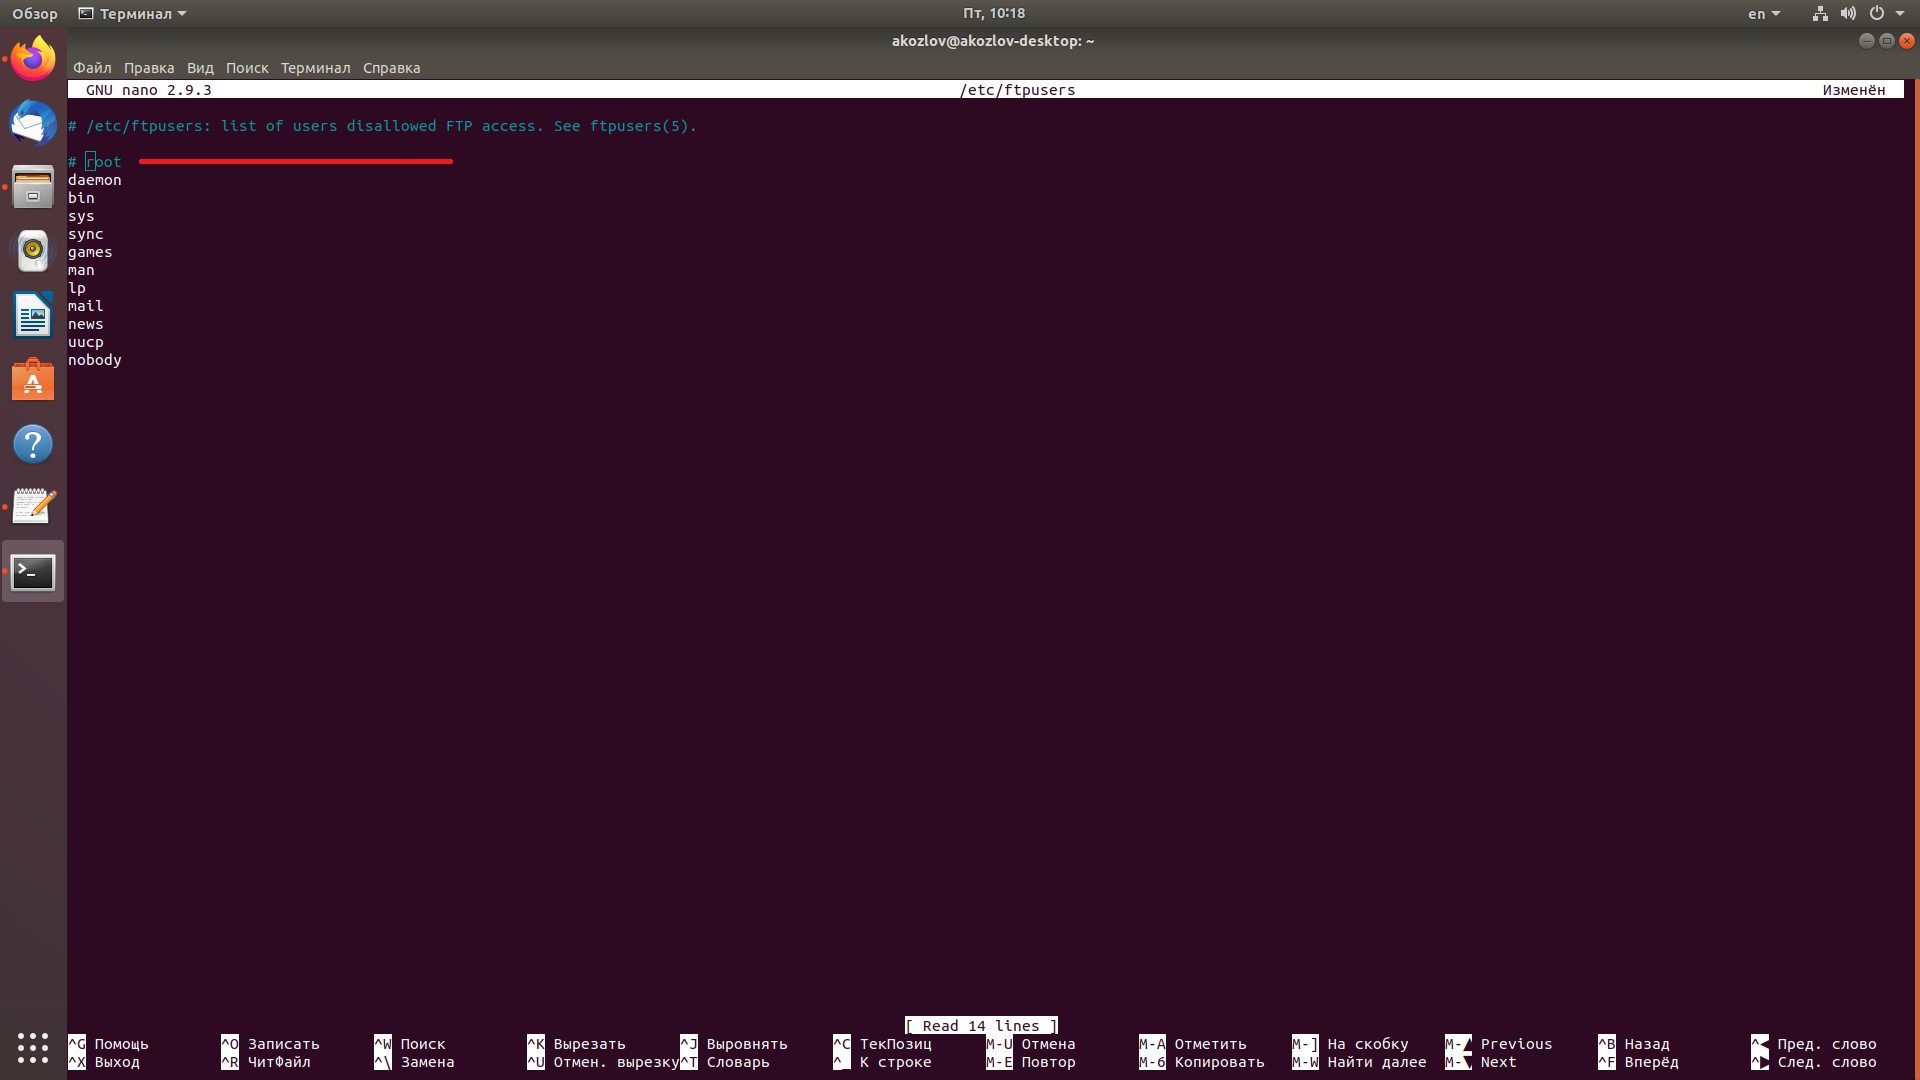 Обзор Терминал Пт, 10:18 en
akozlov@akozlov-desktop: ~
Файл Правка Вид Поиск Терминал Справка
GNU nano 2.9.3 /etc/ftpusers Изменён
# /etc/ftpusers: list of users disallowed FTP access. See ftpusers(5).
# root
daemon
bin
sys
sync
games
man
lp
mail
news
uucp
nobody
[ Read 14 lines ]
^G Помощь ^O Записать ^W Поиск ^K Вырезать ^J Выровнять ^C ТекПозиц M-U Отмена M-A Отметить M-] На скобку M-▲ Previous ^B Назад ^◀ Пред. слово
^X Выход ^R ЧитФайл ^\ Замена ^U Отмен. вырезку ^T Словарь ^_ К строке M-E Повтор M-6 Копировать M-W Найти далее M-▼ Next ^F Вперёд ^▶ След. слово